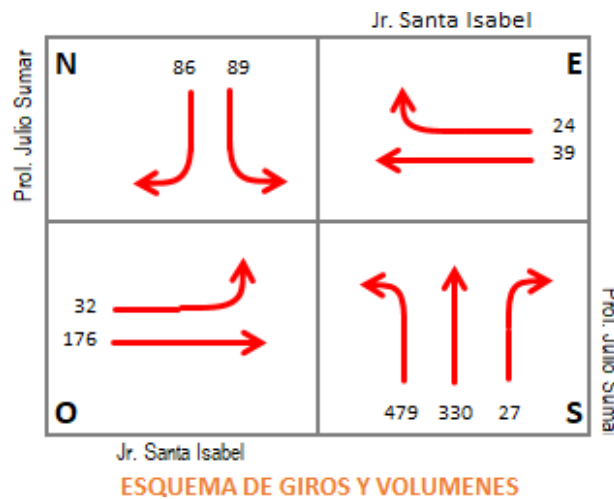 Jr. Santa Isabel
N
86
89
E
Prol. Julio Sumar
24
39
32
176
O
479
330
27
S
Prol. Julio Sumar
Jr. Santa Isabel
ESQUEMA DE GIROS Y VOLUMENES